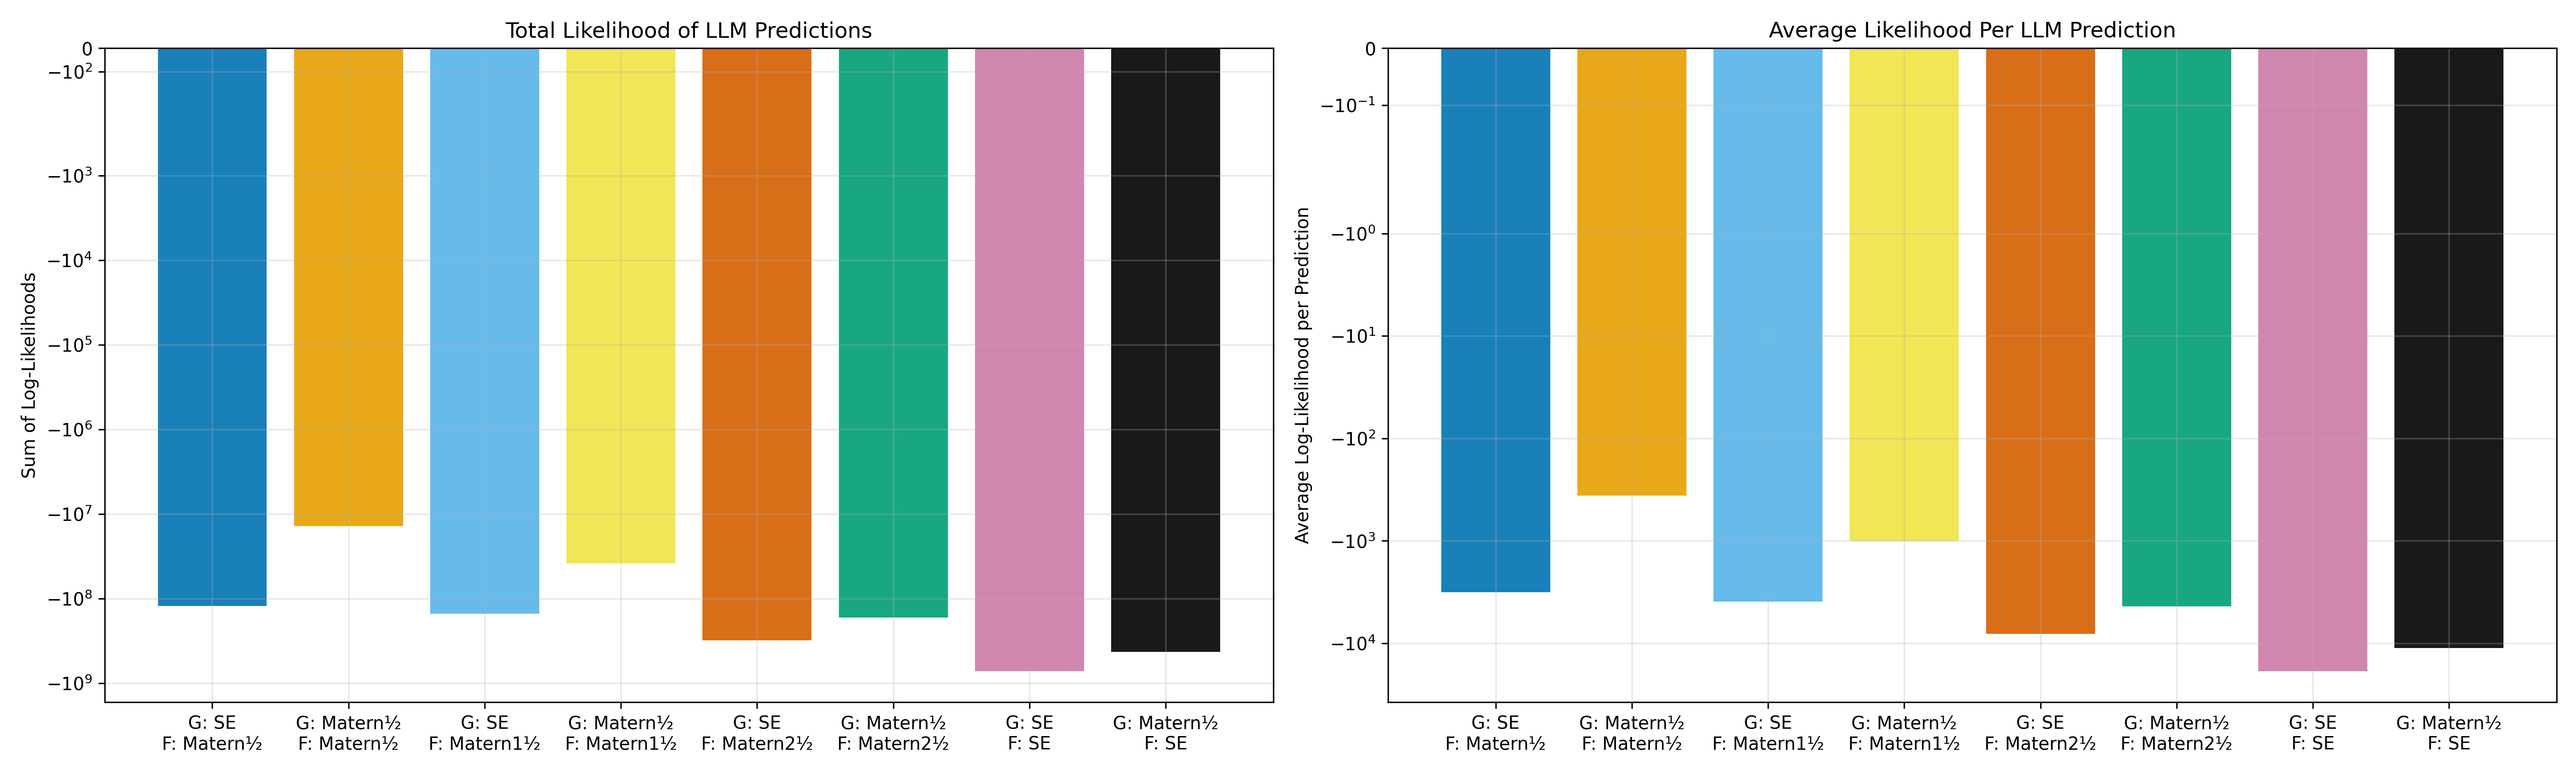 Total Likelihood of LLM Predictions
Sum of Log-Likelihoods
0
−10²
−10³
−10⁴
−10⁵
−10⁶
−10⁷
−10⁸
−10⁹
G: SE
F: Matern½
G: Matern½
F: Matern½
G: SE
F: Matern1½
G: Matern½
F: Matern1½
G: SE
F: Matern2½
G: Matern½
F: Matern2½
G: SE
F: SE
G: Matern½
F: SE
Average Likelihood Per LLM Prediction
Average Log-Likelihood per Prediction
0
−10⁻¹
−10⁰
−10¹
−10²
−10³
−10⁴
G: SE
F: Matern½
G: Matern½
F: Matern½
G: SE
F: Matern1½
G: Matern½
F: Matern1½
G: SE
F: Matern2½
G: Matern½
F: Matern2½
G: SE
F: SE
G: Matern½
F: SE